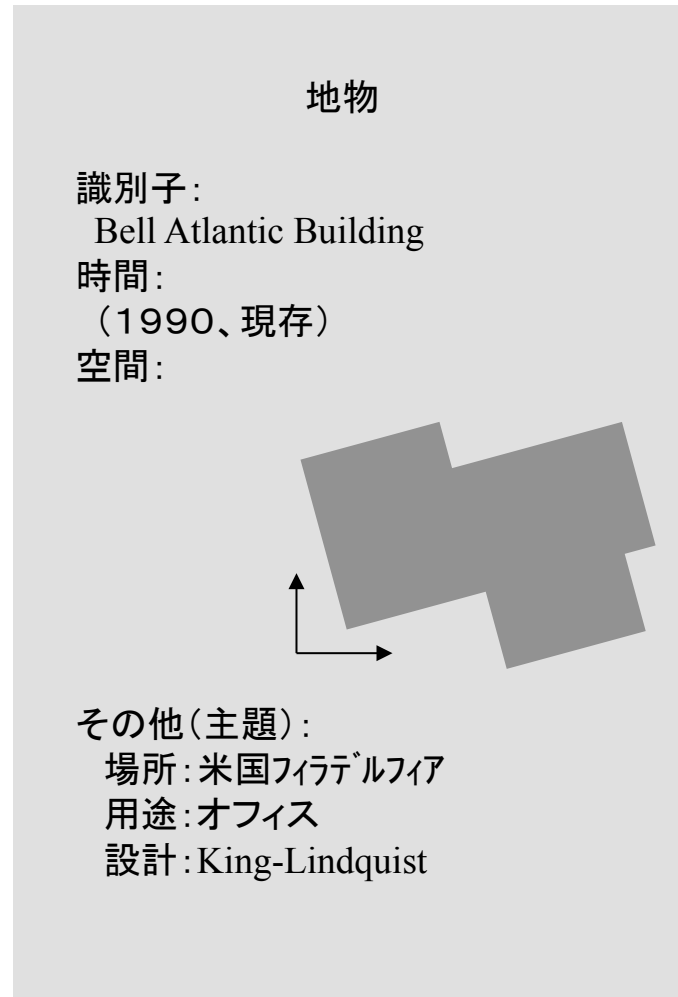 地物
識別子：
Bell Atlantic Building
時間：
（１９９０、現存）
空間：
その他（主題）：
場所：米国ﾌｨﾗﾃﾞﾙﾌｨｱ
用途：オフィス
設計：King-Lindquist